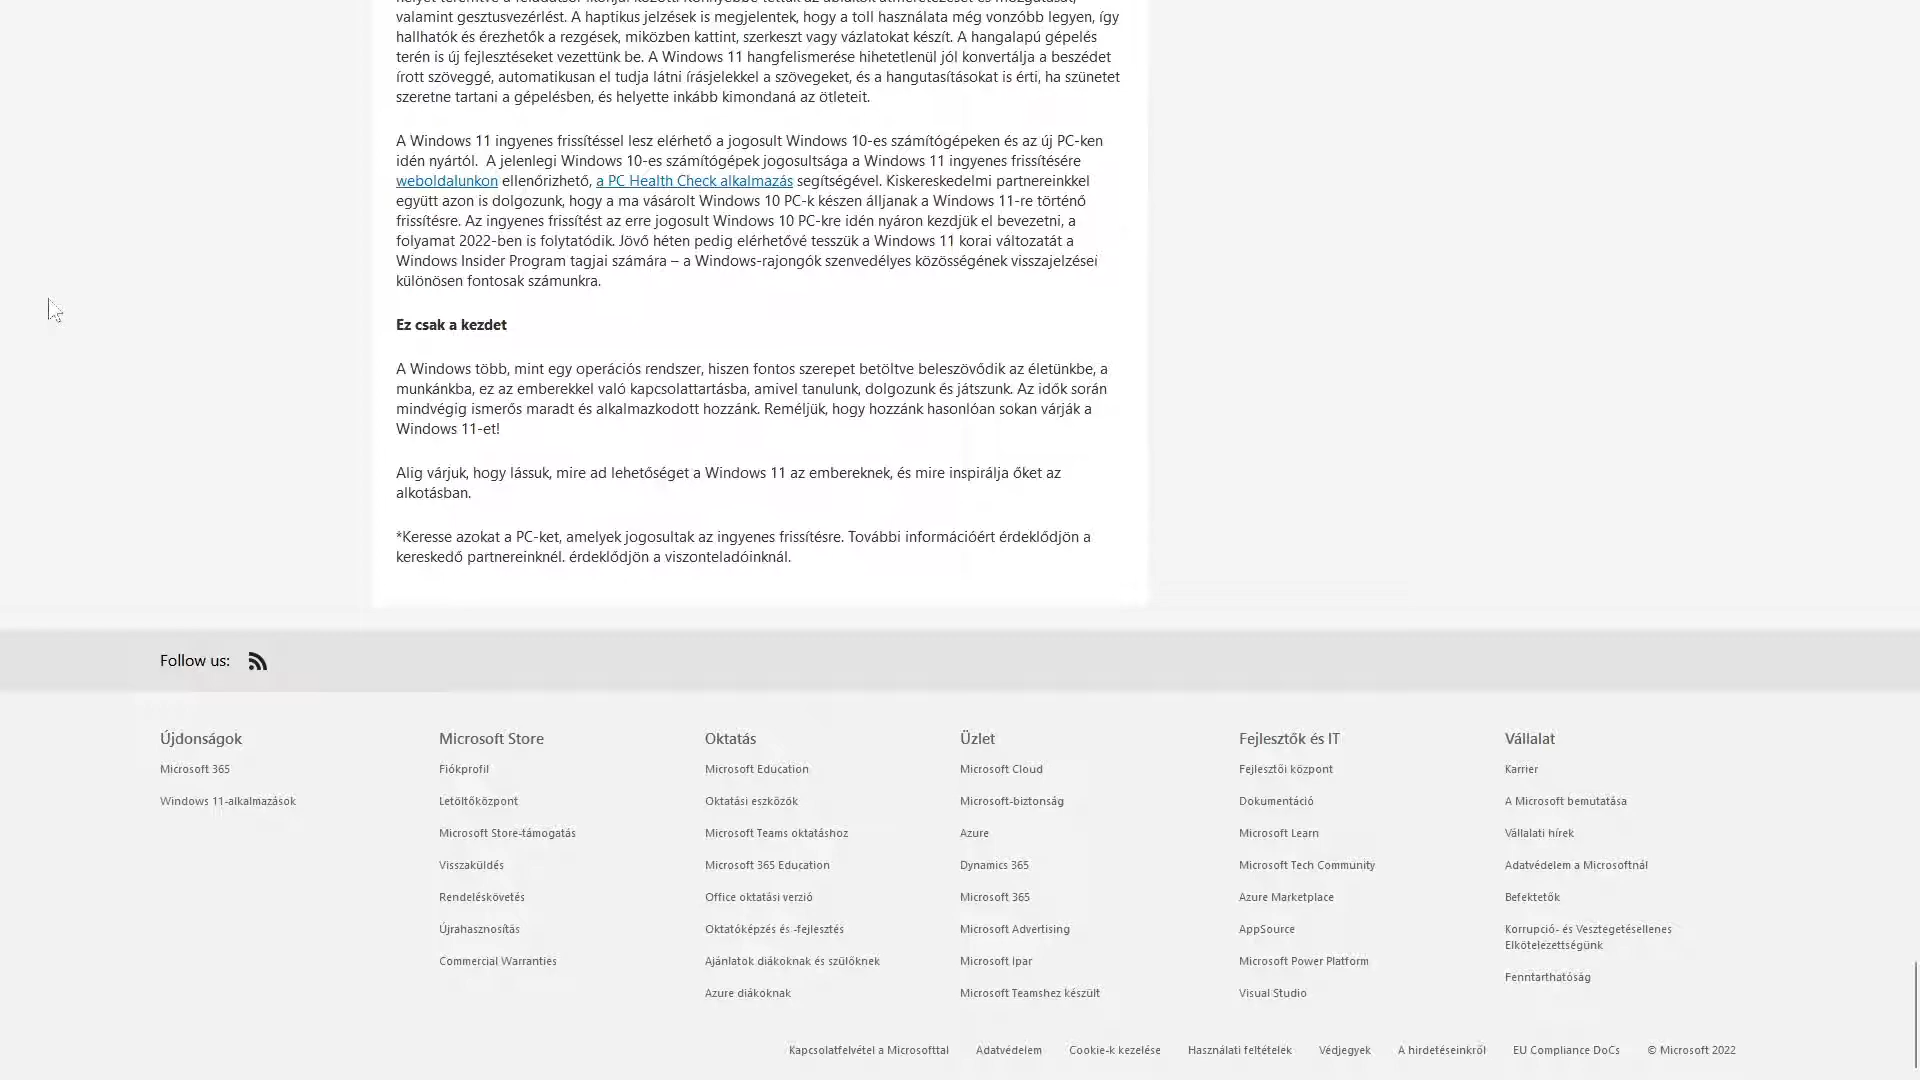 valamint gesztusvezérlést. A haptikus jelzések is megjelentek, hogy a toll használata még vonzóbb legyen, így
hallhatók és érezhetők a rezgések, miközben kattint, szerkeszt vagy vázlatokat készít. A hangalapú gépelés
terén is új fejlesztéseket vezettünk be. A Windows 11 hangfelismerése hihetetlenül jól konvertálja a beszédet
írott szöveggé, automatikusan el tudja látni írásjelekkel a szövegeket, és a hangutasításokat is érti, ha szünetet
szeretne tartani a gépelésben, és helyette inkább kimondaná az ötleteit.
A Windows 11 ingyenes frissítéssel lesz elérhető a jogosult Windows 10-es számítógépeken és az új PC-ken
idén nyártól. A jelenlegi Windows 10-es számítógépek jogosultsága a Windows 11 ingyenes frissítésére
weboldalunkon ellenőrizhető, a PC Health Check alkalmazás segítségével. Kiskereskedelmi partnereinkkel
együtt azon is dolgozunk, hogy a ma vásárolt Windows 10 PC-k készen álljanak a Windows 11-re történő
frissítésre. Az ingyenes frissítést az erre jogosult Windows 10 PC-kre idén nyáron kezdjük el bevezetni, a
folyamat 2022-ben is folytatódik. Jövő héten pedig elérhetővé tesszük a Windows 11 korai változatát a
Windows Insider Program tagjai számára – a Windows-rajongók szenvedélyes közösségének visszajelzései
különösen fontosak számunkra.
Ez csak a kezdet
A Windows több, mint egy operációs rendszer, hiszen fontos szerepet betöltve beleszövődik az életünkbe, a
munkánkba, ez az emberekkel való kapcsolattartásba, amivel tanulunk, dolgozunk és játszunk. Az idők során
mindvégig ismerős maradt és alkalmazkodott hozzánk. Reméljük, hogy hozzánk hasonlóan sokan várják a
Windows 11-et!
Alig várjuk, hogy lássuk, mire ad lehetőséget a Windows 11 az embereknek, és mire inspirálja őket az
alkotásban.
*Keresse azokat a PC-ket, amelyek jogosultak az ingyenes frissítésre. További információért érdeklődjön a
kereskedő partnereinknél. érdeklődjön a viszonteladóinknál.
Follow us:
Újdonságok
Microsoft 365
Windows 11-alkalmazások
Microsoft Store
Fiókprofil
Letöltőközpont
Microsoft Store-támogatás
Visszaküldés
Rendeléskövetés
Újrahasznosítás
Commercial Warranties
Oktatás
Microsoft Education
Oktatási eszközök
Microsoft Teams oktatáshoz
Microsoft 365 Education
Office oktatási verzió
Oktatóképzés és -fejlesztés
Ajánlatok diákoknak és szülőknek
Azure diákoknak
Üzlet
Microsoft Cloud
Microsoft-biztonság
Azure
Dynamics 365
Microsoft 365
Microsoft Advertising
Microsoft Ipar
Microsoft Teamshez készült
Fejlesztők és IT
Fejlesztői központ
Dokumentáció
Microsoft Learn
Microsoft Tech Community
Azure Marketplace
AppSource
Microsoft Power Platform
Visual Studio
Vállalat
Karrier
A Microsoft bemutatása
Vállalati hírek
Adatvédelem a Microsoftnál
Befektetők
Korrupció- és Vesztegetésellenes
Elkötelezettségünk
Fenntarthatóság
Kapcsolatfelvétel a Microsofttal Adatvédelem Cookie-k kezelése Használati feltételek Védjegyek A hirdetéseinkről EU Compliance DoCs © Microsoft 2022